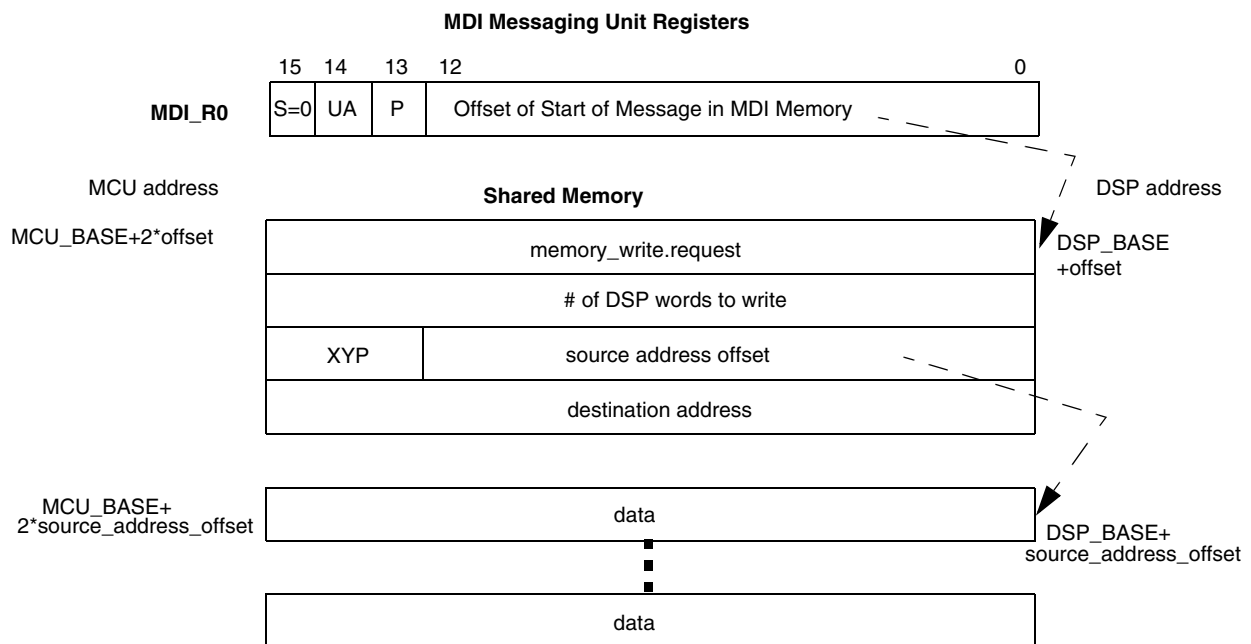 MDI Messaging Unit Registers
15 14 13 12 0
MDI_R0 S=0 UA P Offset of Start of Message in MDI Memory
MCU address Shared Memory DSP address
MCU_BASE+2*offset memory_write.request DSP_BASE
+offset
# of DSP words to write
XYP source address offset
destination address
MCU_BASE+
2*source_address_offset
data
DSP_BASE+
source_address_offset
data